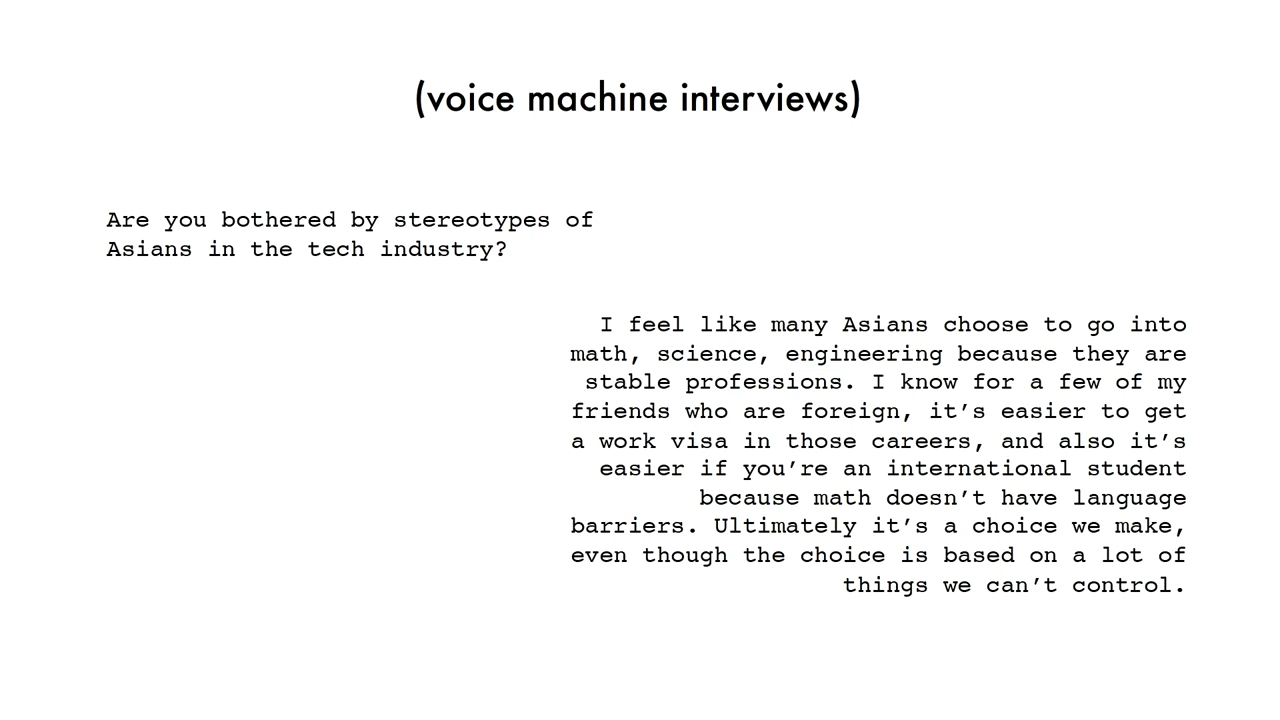 (voice machine interviews)
Are you bothered by stereotypes of
Asians in the tech industry?
I feel like many Asians choose to go into
math, science, engineering because they are
stable professions. I know for a few of my
friends who are foreign, it’s easier to get
a work visa in those careers, and also it’s
easier if you’re an international student
because math doesn’t have language
barriers. Ultimately it’s a choice we make,
even though the choice is based on a lot of
things we can’t control.